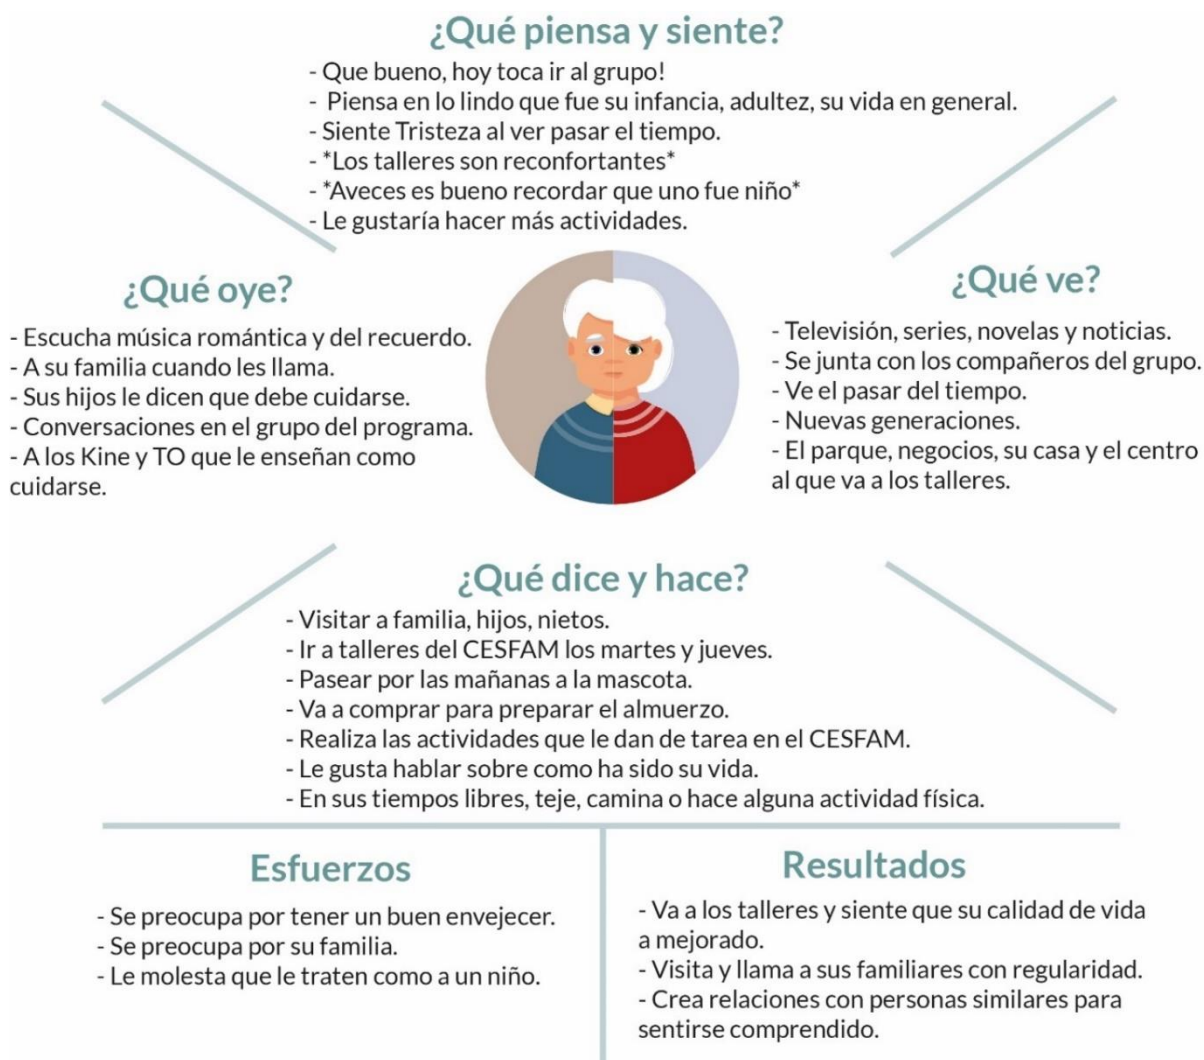 ¿Qué piensa y siente?
- Que bueno, hoy toca ir al grupo!
- Piensa en lo lindo que fue su infancia, adultez, su vida en general.
- Siente Tristeza al ver pasar el tiempo.
- *Los talleres son reconfortantes*
- *Aveces es bueno recordar que uno fue niño*
- Le gustaría hacer más actividades.
¿Qué oye?
- Escucha música romántica y del recuerdo.
- A su familia cuando les llama.
- Sus hijos le dicen que debe cuidarse.
- Conversaciones en el grupo del programa.
- A los Kine y TO que le enseñan como
cuidarse.
¿Qué ve?
- Televisión, series, novelas y noticias.
- Se junta con los compañeros del grupo.
- Ve el pasar del tiempo.
- Nuevas generaciones.
- El parque, negocios, su casa y el centro
al que va a los talleres.
¿Qué dice y hace?
- Visitar a familia, hijos, nietos.
- Ir a talleres del CESFAM los martes y jueves.
- Pasear por las mañanas a la mascota.
- Va a comprar para preparar el almuerzo.
- Realiza las actividades que le dan de tarea en el CESFAM.
- Le gusta hablar sobre como ha sido su vida.
- En sus tiempos libres, teje, camina o hace alguna actividad física.
Esfuerzos
- Se preocupa por tener un buen envejecer.
- Se preocupa por su familia.
- Le molesta que le traten como a un niño.
Resultados
- Va a los talleres y siente que su calidad de vida
a mejorado.
- Visita y llama a sus familiares con regularidad.
- Crea relaciones con personas similares para
sentirse comprendido.